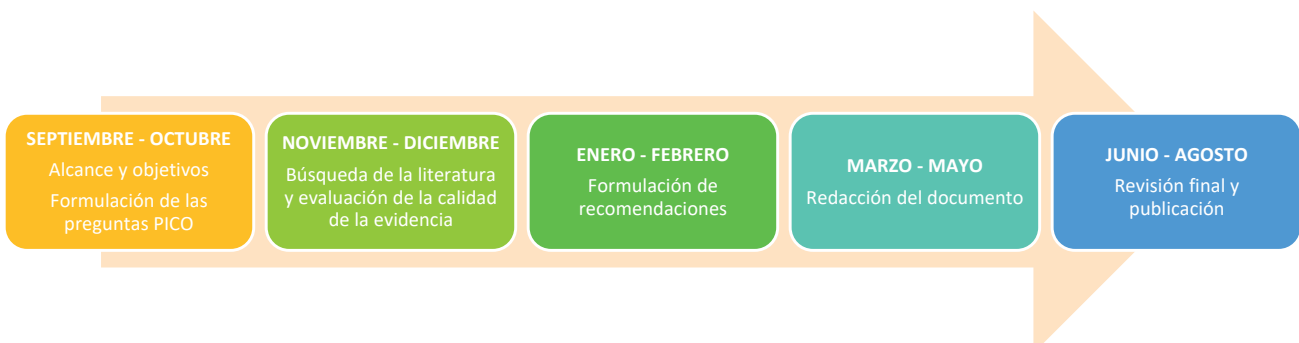 SEPTIEMBRE - OCTUBRE
Alcance y objetivos
Formulación de las
preguntas PICO
NOVIEMBRE - DICIEMBRE
Búsqueda de la literatura
y evaluación de la calidad
de la evidencia
ENERO - FEBRERO
Formulación de
recomendaciones
MARZO - MAYO
Redacción del documento
JUNIO - AGOSTO
Revisión final y
publicación